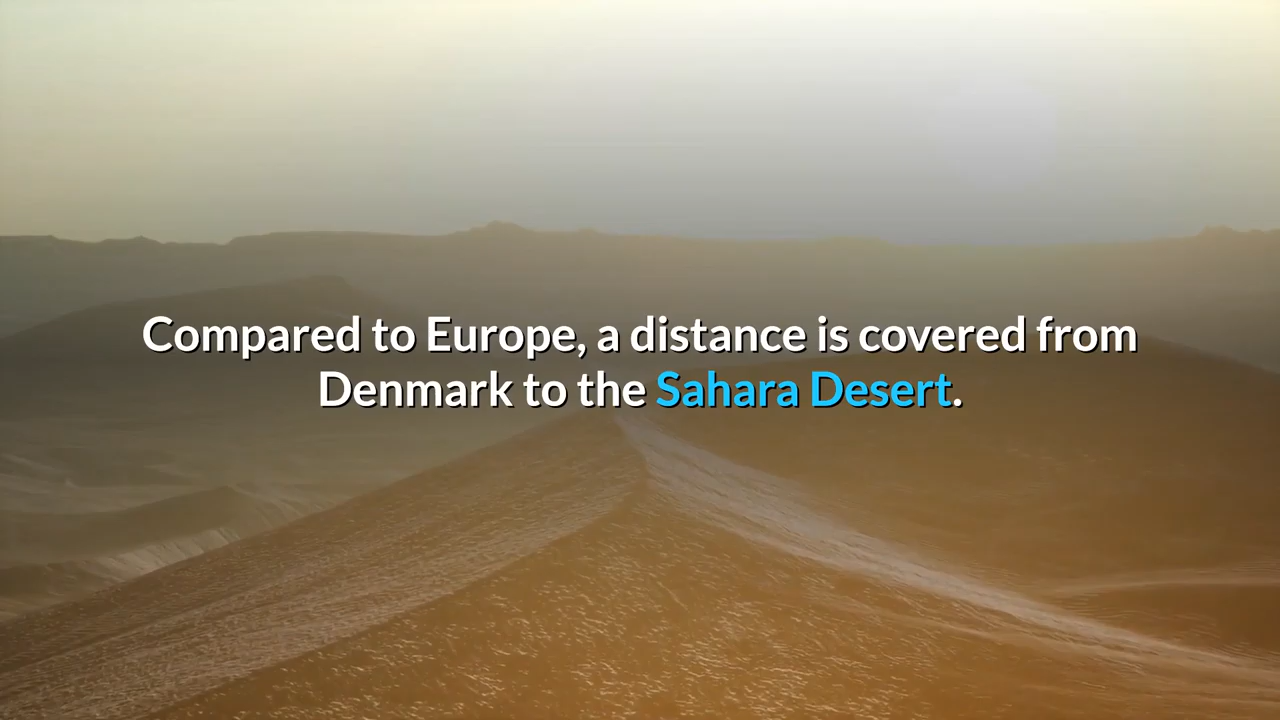 Compared to Europe, a distance is covered from
Denmark to the Sahara Desert.